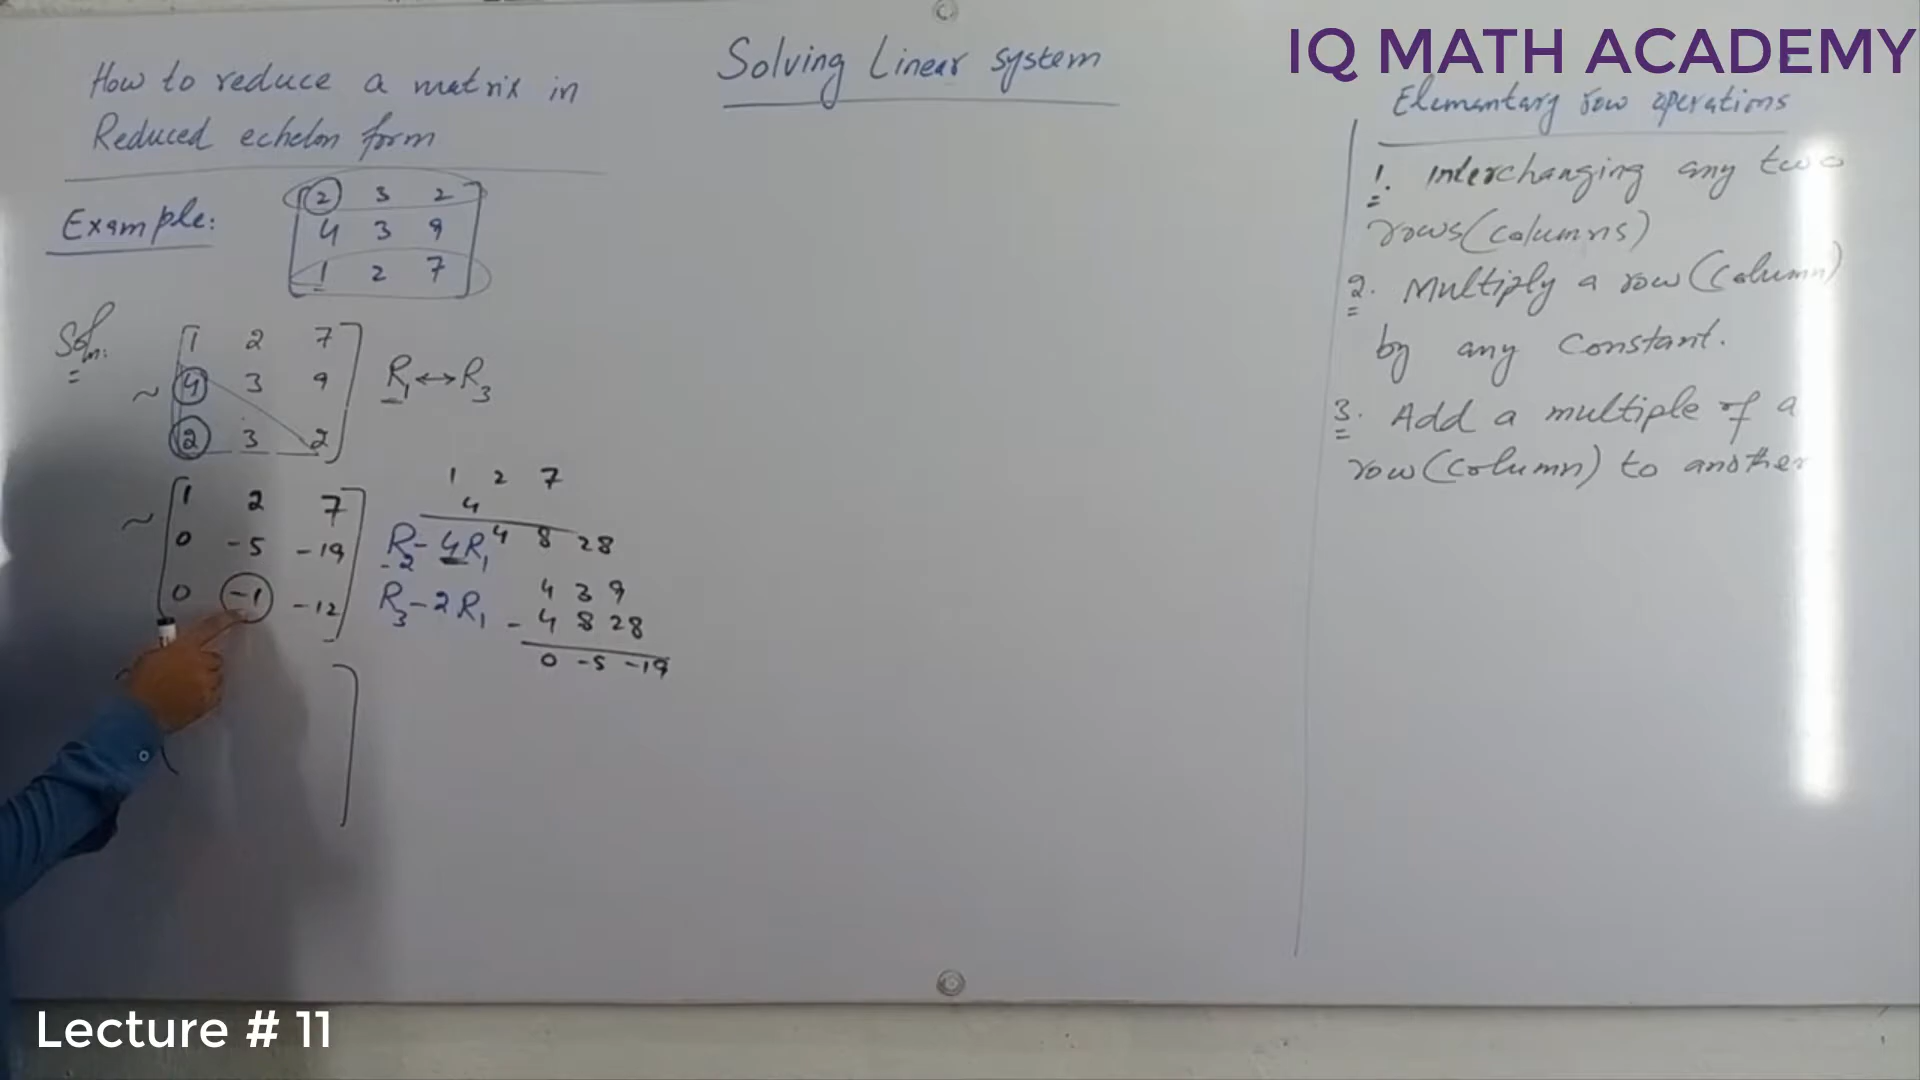 IQ MATH ACADEMY
Solving Linear system
How to reduce a matrix in
Reduced echelon form
Example:
2 3 2
4 3 9
1 2 7
Soln:
~ 1 2 7
4 3 9
2 3 2
R1 ↔ R3
~ 1 2 7
0 -5 -19
0 -1 -12
R2 - 4R1
R3 - 2R1
1 2 7
4
4 8 28
4 3 9
- 4 8 28
0 -5 -19
Elementary row operations
1. Interchanging any two
rows(columns)
2. Multiply a row(column)
by any constant.
3. Add a multiple of a
row(column) to another
Lecture # 11